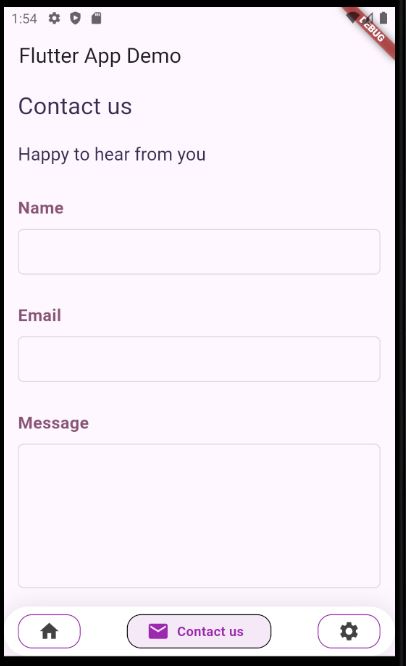 1:54
DEBUG
Flutter App Demo
Contact us
Happy to hear from you
Name
Email
Message
Contact us